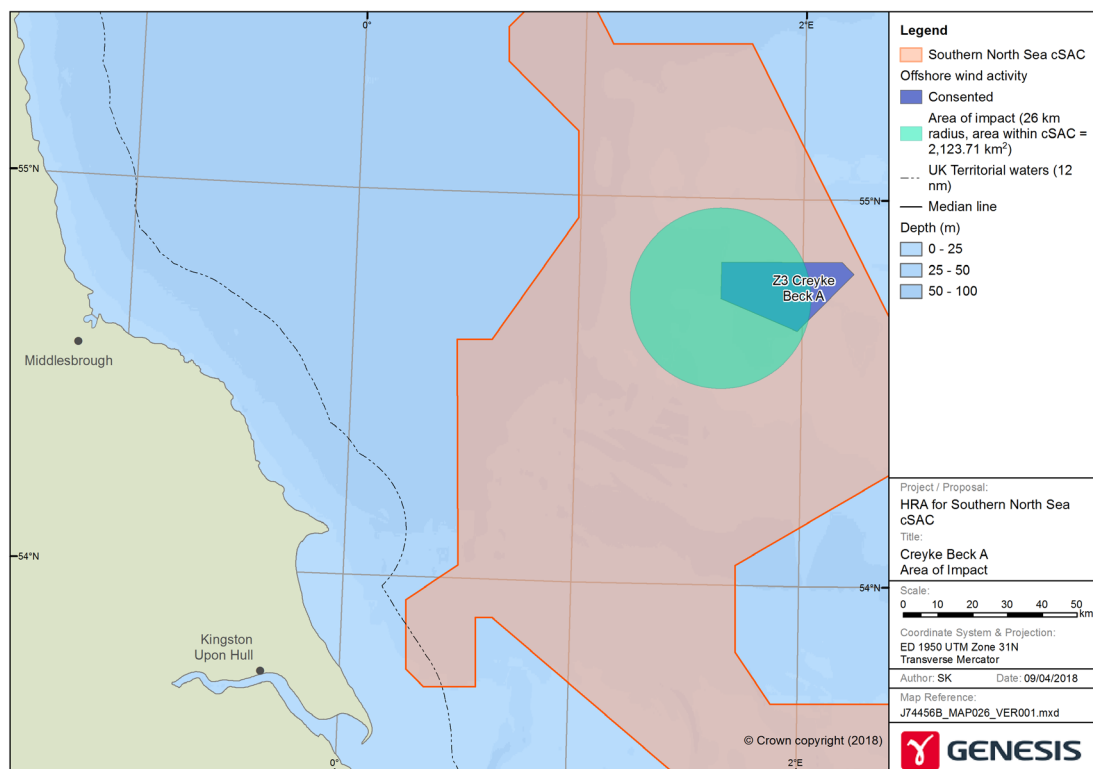 0°
2°E
55°N
55°N
Z3 Creyke
Beck A
Middlesbrough
54°N
54°N
Kingston
Upon Hull
© Crown copyright (2018)
0°
2°E
Legend
Southern North Sea cSAC
Offshore wind activity
Consented
Area of impact (26 km
radius, area within cSAC =
2,123.71 km²)
UK Territorial waters (12
nm)
Median line
Depth (m)
0 - 25
25 - 50
50 - 100
Project / Proposal:
HRA for Southern North Sea
cSAC
Title:
Creyke Beck A
Area of Impact
Scale:
0 10 20 30 40 50
km
Coordinate System & Projection:
ED 1950 UTM Zone 31N
Transverse Mercator
Author: SK Date: 09/04/2018
Map Reference:
J74456B_MAP026_VER001.mxd
GENESIS